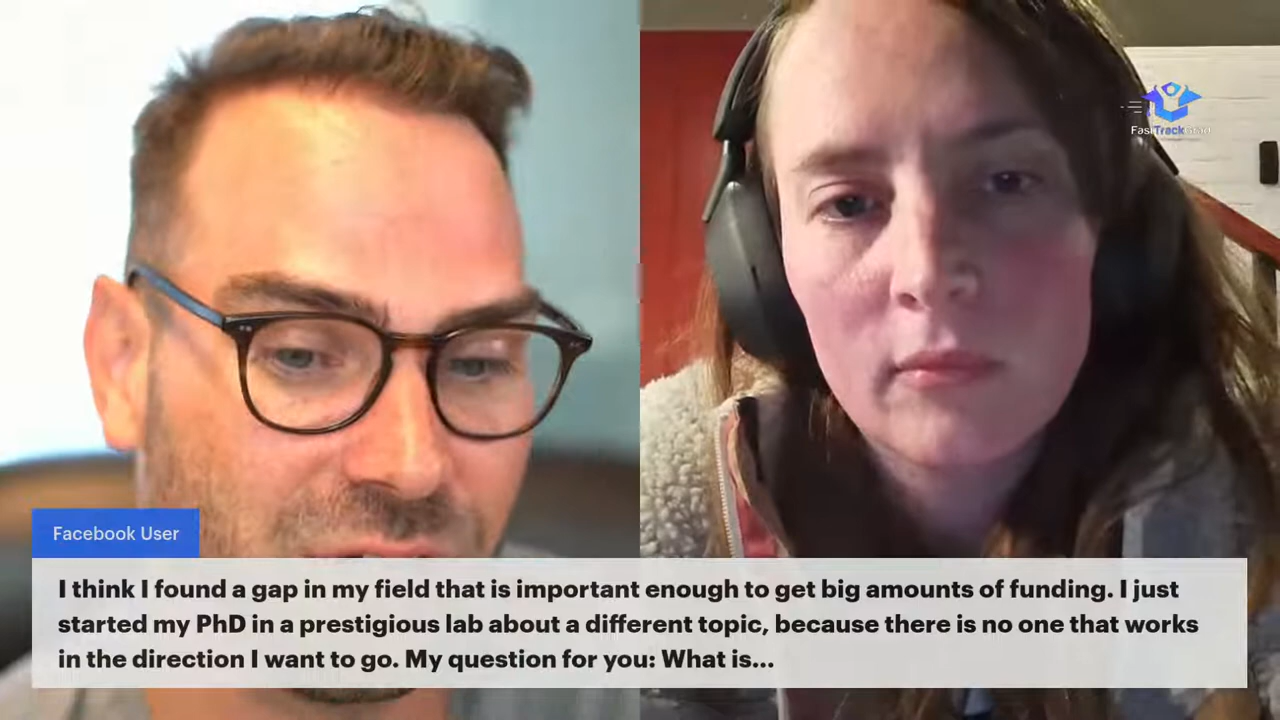 FastTrackGrad
Facebook User
I think I found a gap in my field that is important enough to get big amounts of funding. I just
started my PhD in a prestigious lab about a different topic, because there is no one that works
in the direction I want to go. My question for you: What is...